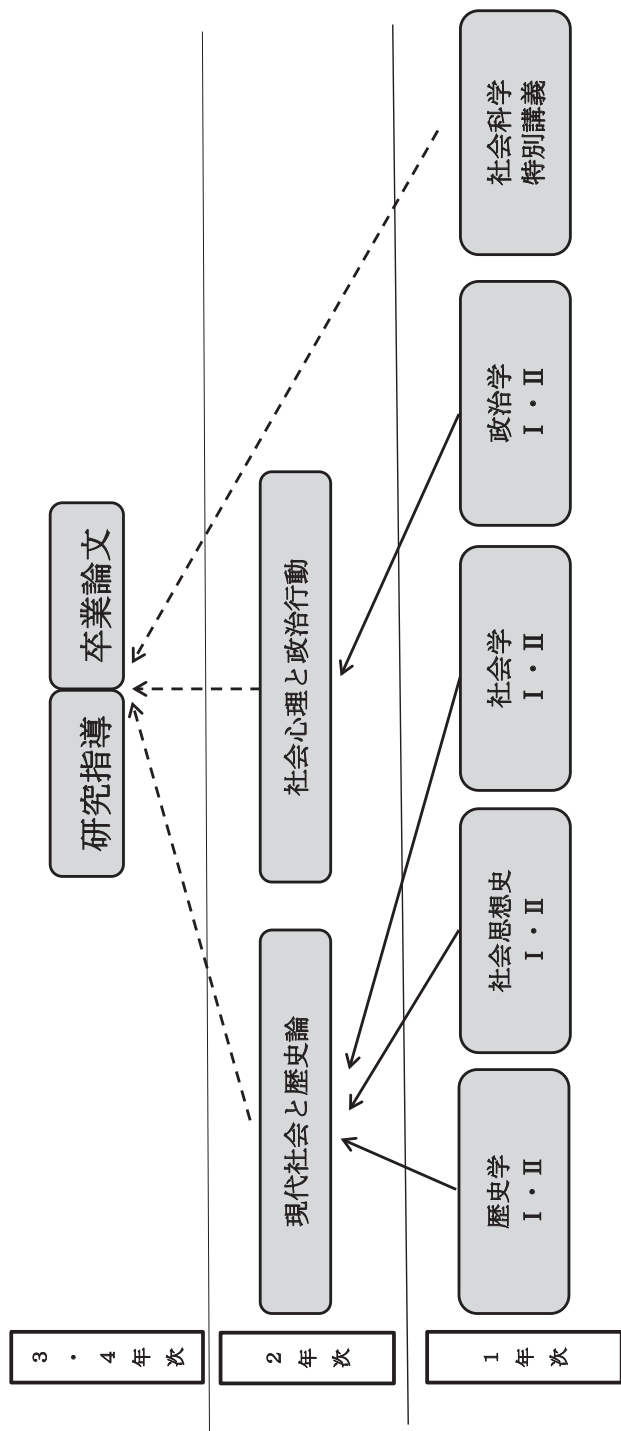 3・4年次
研究指導
卒業論文
2年次
現代社会と歴史論
社会心理と政治行動
1年次
歴史学
Ⅰ・Ⅱ
社会思想史
Ⅰ・Ⅱ
社会学
Ⅰ・Ⅱ
政治学
Ⅰ・Ⅱ
社会科学
特別講義